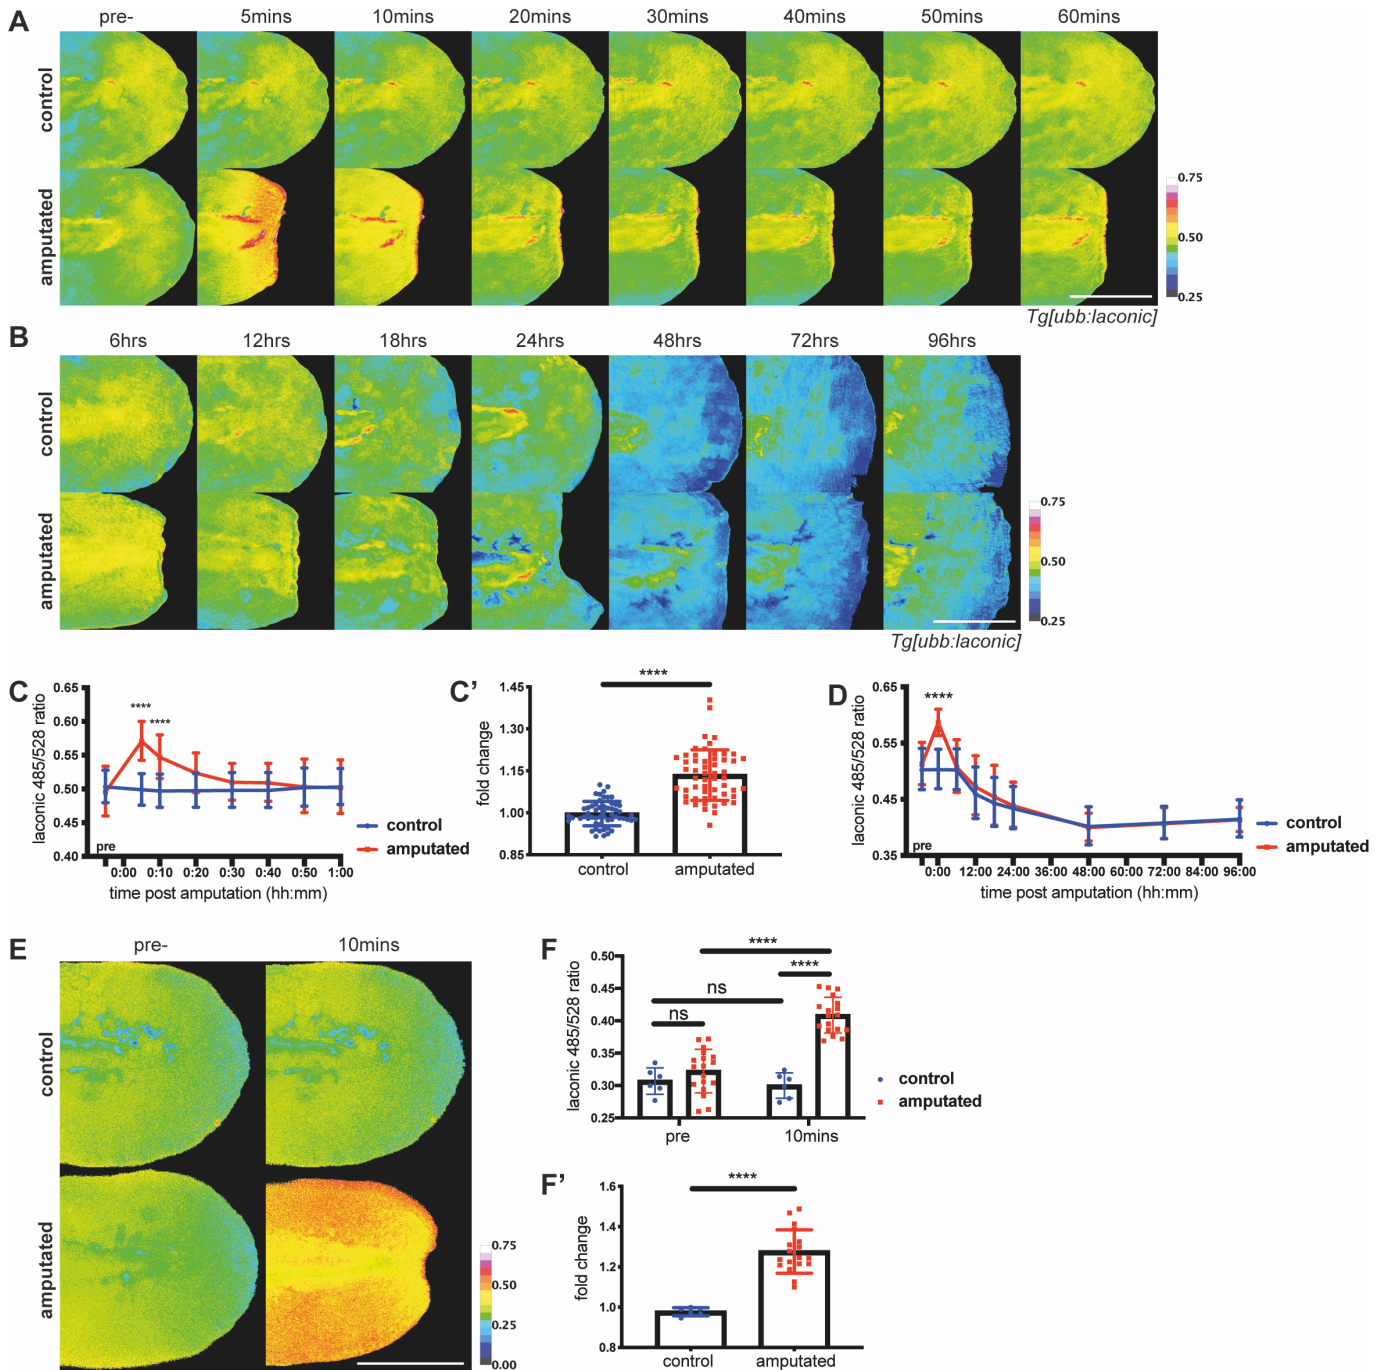 A
pre-
5mins
10mins
20mins
30mins
40mins
50mins
60mins
control
amputated
0.75
0.50
0.25
Tg[ubb:laconic]
B
6hrs
12hrs
18hrs
24hrs
48hrs
72hrs
96hrs
control
amputated
0.75
0.50
0.25
Tg[ubb:laconic]
C
laconic 485/528 ratio
0.65
0.60
0.55
0.50
0.45
0.40
****
****
pre
0:00
0:10
0:20
0:30
0:40
0:50
1:00
time post amputation (hh:mm)
control
amputated
C’
fold change
1.45
1.30
1.15
1.00
0.85
****
control
amputated
D
laconic 485/528 ratio
0.65
0.55
0.45
0.35
****
pre
0:00
12:00
24:00
36:00
48:00
60:00
72:00
84:00
96:00
time post amputation (hh:mm)
control
amputated
E
pre-
10mins
control
amputated
0.75
0.50
0.25
0.00
F
laconic 485/528 ratio
0.50
0.45
0.40
0.35
0.30
0.25
****
****
ns
ns
pre
10mins
control
amputated
F’
fold change
1.6
1.4
1.2
1.0
0.8
****
control
amputated